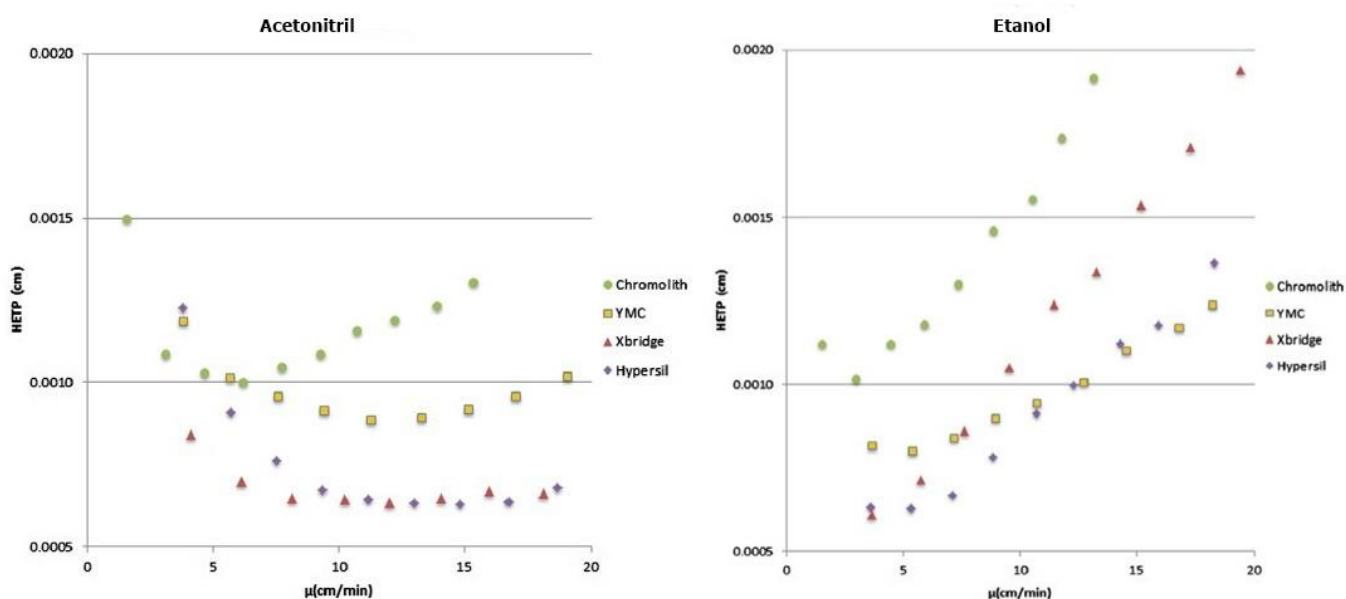 Acetonitril
0.0020
0.0015
0.0010
0.0005
HETP (cm)
0
5
10
15
20
µ(cm/min)
Chromolith
YMC
Xbridge
Hypersil
Etanol
0.0020
0.0015
0.0010
0.0005
HETP (cm)
0
5
10
15
20
µ(cm/min)
Chromolith
YMC
Xbridge
Hypersil